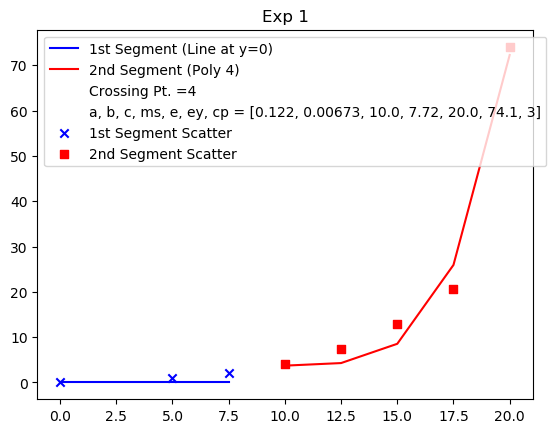 Exp 1
1st Segment (Line at y=0)
2nd Segment (Poly 4)
Crossing Pt. =4
a, b, c, ms, e, ey, cp = [0.122, 0.00673, 10.0, 7.72, 20.0, 74.1, 3]
1st Segment Scatter
2nd Segment Scatter
70
60
50
40
30
20
10
0
0.0 2.5 5.0 7.5 10.0 12.5 15.0 17.5 20.0